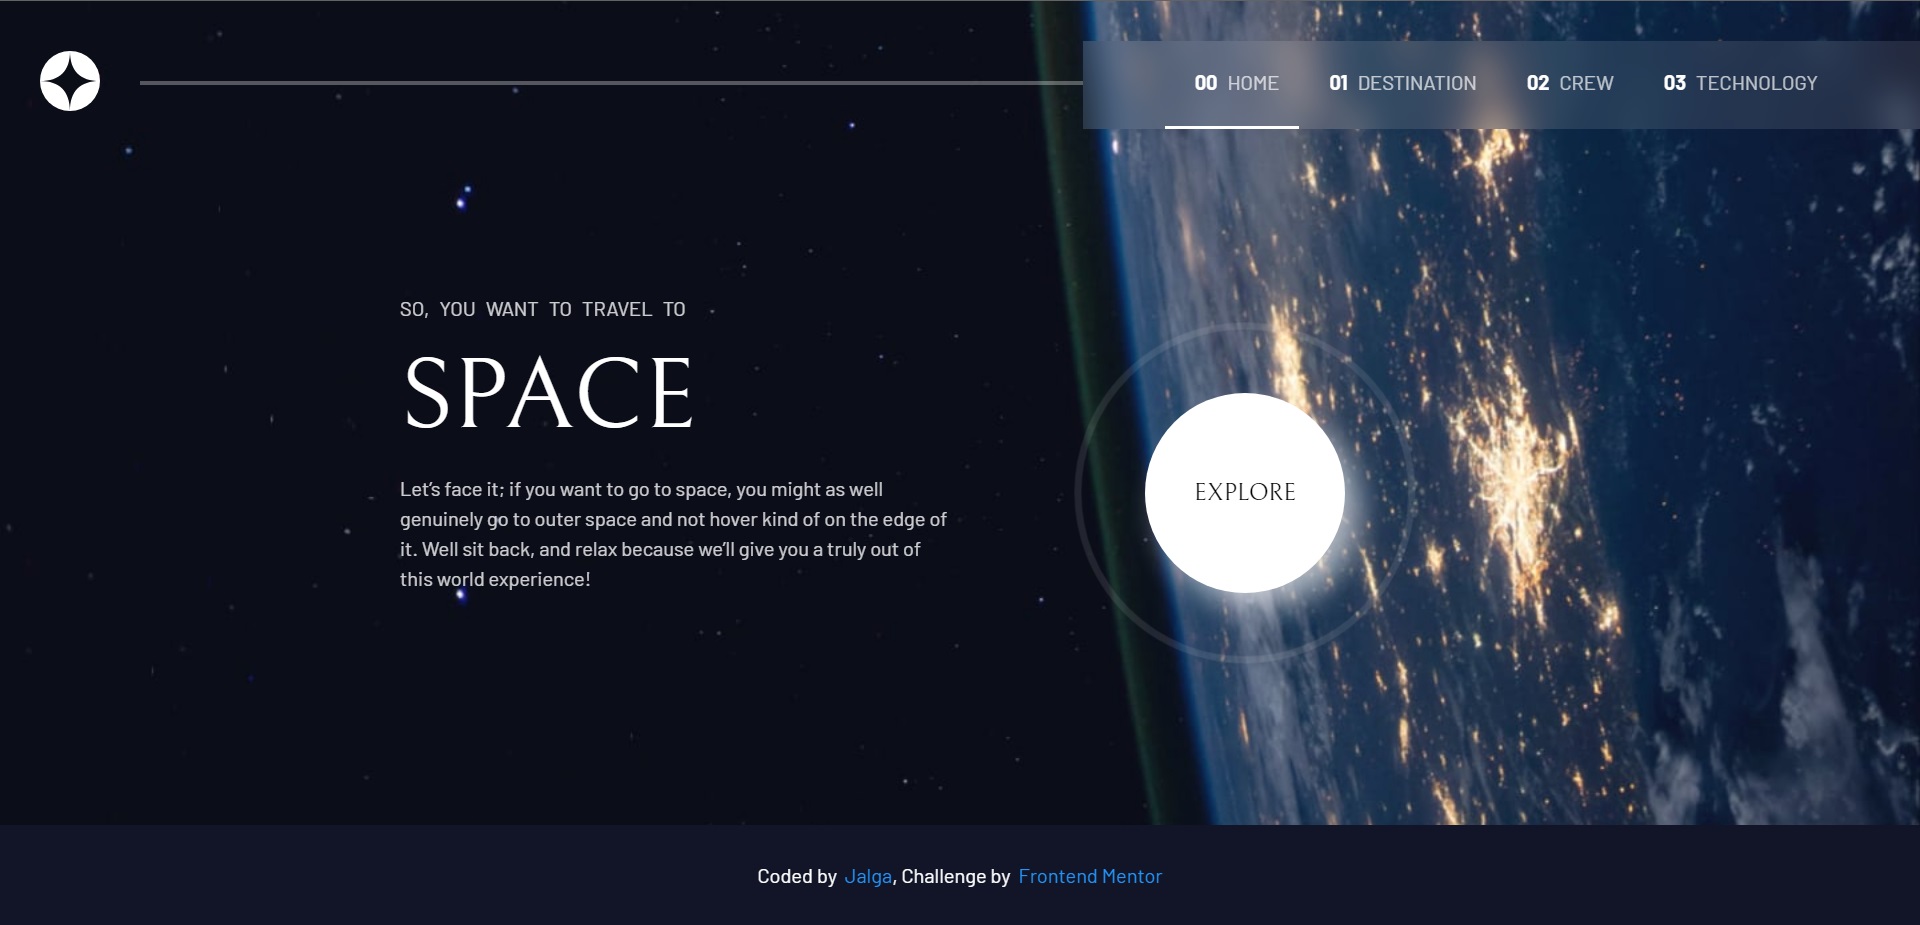 00 HOME 01 DESTINATION 02 CREW 03 TECHNOLOGY
SO, YOU WANT TO TRAVEL TO
SPACE
Let’s face it; if you want to go to space, you might as well
genuinely go to outer space and not hover kind of on the edge of
it. Well sit back, and relax because we’ll give you a truly out of
this world experience!
EXPLORE
Coded by Jalga, Challenge by Frontend Mentor